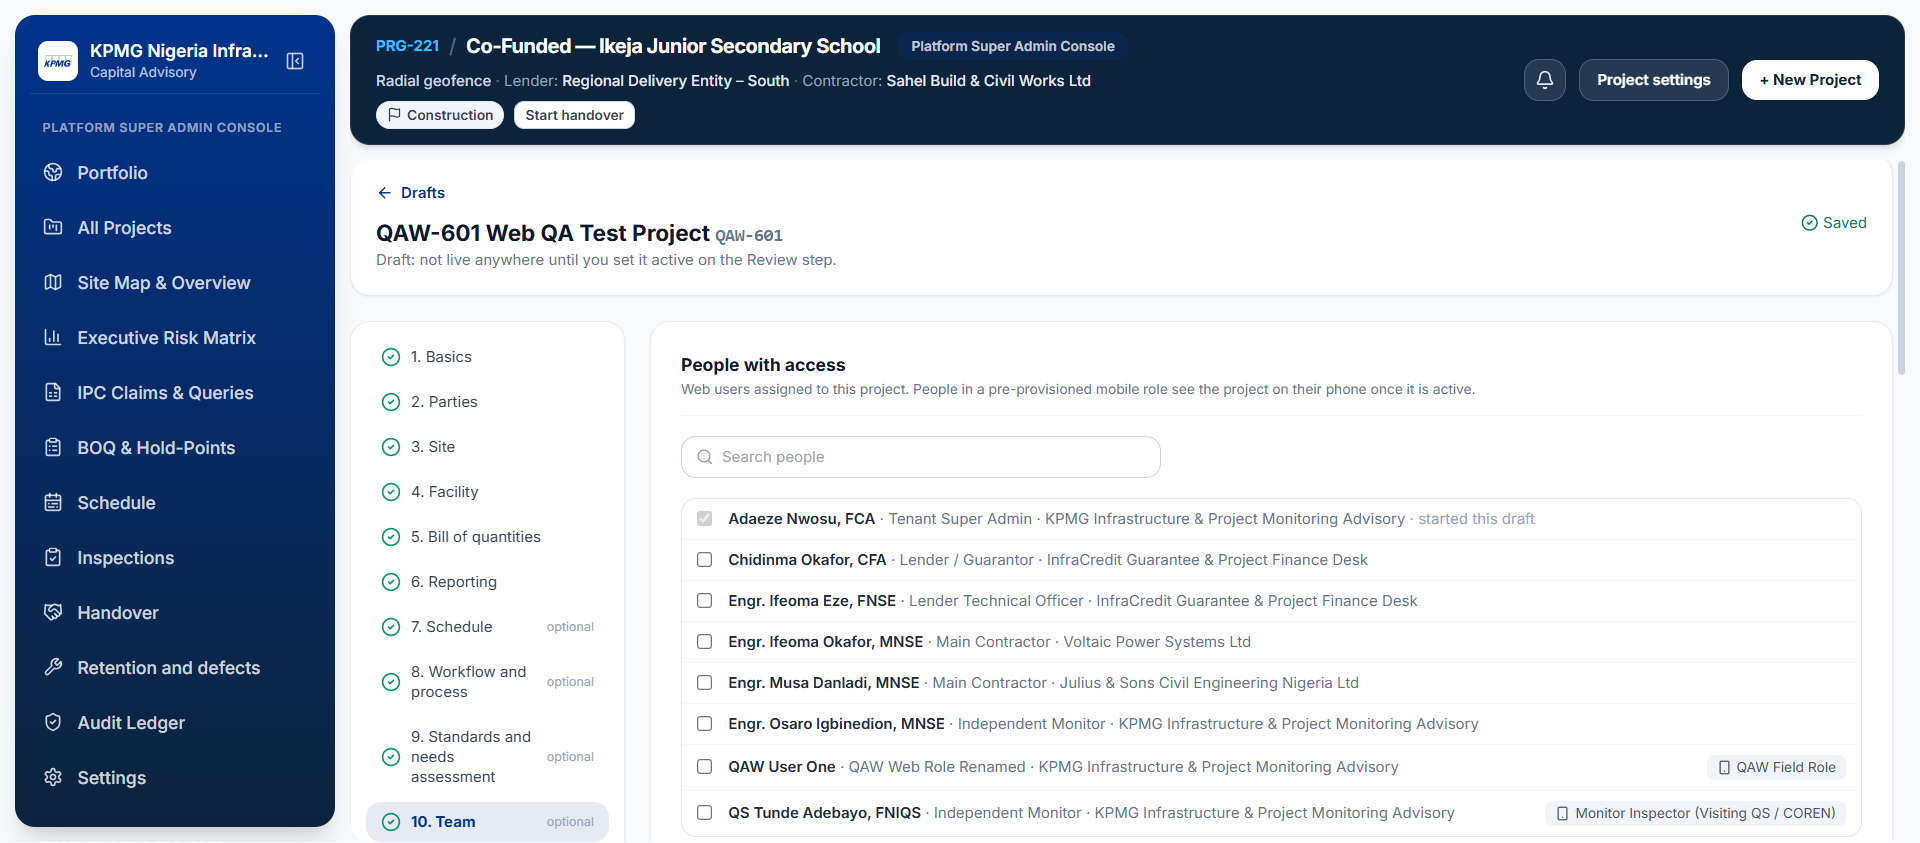 KPMG
KPMG Nigeria Infra...
Capital Advisory
PLATFORM SUPER ADMIN CONSOLE
Portfolio
All Projects
Site Map & Overview
Executive Risk Matrix
IPC Claims & Queries
BOQ & Hold-Points
Schedule
Inspections
Handover
Retention and defects
Audit Ledger
Settings
PRG-221 / Co-Funded — Ikeja Junior Secondary School Platform Super Admin Console
Radial geofence · Lender: Regional Delivery Entity – South · Contractor: Sahel Build & Civil Works Ltd
Construction Start handover
Project settings
+ New Project
Drafts
QAW-601 Web QA Test Project QAW-601
Draft: not live anywhere until you set it active on the Review step.
Saved
1. Basics
2. Parties
3. Site
4. Facility
5. Bill of quantities
6. Reporting
7. Schedule optional
8. Workflow and
process
optional
9. Standards and
needs
assessment
optional
10. Team optional
People with access
Web users assigned to this project. People in a pre-provisioned mobile role see the project on their phone once it is active.
Search people
Adaeze Nwosu, FCA · Tenant Super Admin · KPMG Infrastructure & Project Monitoring Advisory · started this draft
Chidinma Okafor, CFA · Lender / Guarantor · InfraCredit Guarantee & Project Finance Desk
Engr. Ifeoma Eze, FNSE · Lender Technical Officer · InfraCredit Guarantee & Project Finance Desk
Engr. Ifeoma Okafor, MNSE · Main Contractor · Voltaic Power Systems Ltd
Engr. Musa Danladi, MNSE · Main Contractor · Julius & Sons Civil Engineering Nigeria Ltd
Engr. Osaro Igbinedion, MNSE · Independent Monitor · KPMG Infrastructure & Project Monitoring Advisory
QAW User One · QAW Web Role Renamed · KPMG Infrastructure & Project Monitoring Advisory QAW Field Role
QS Tunde Adebayo, FNIQS · Independent Monitor · KPMG Infrastructure & Project Monitoring Advisory Monitor Inspector (Visiting QS / COREN)